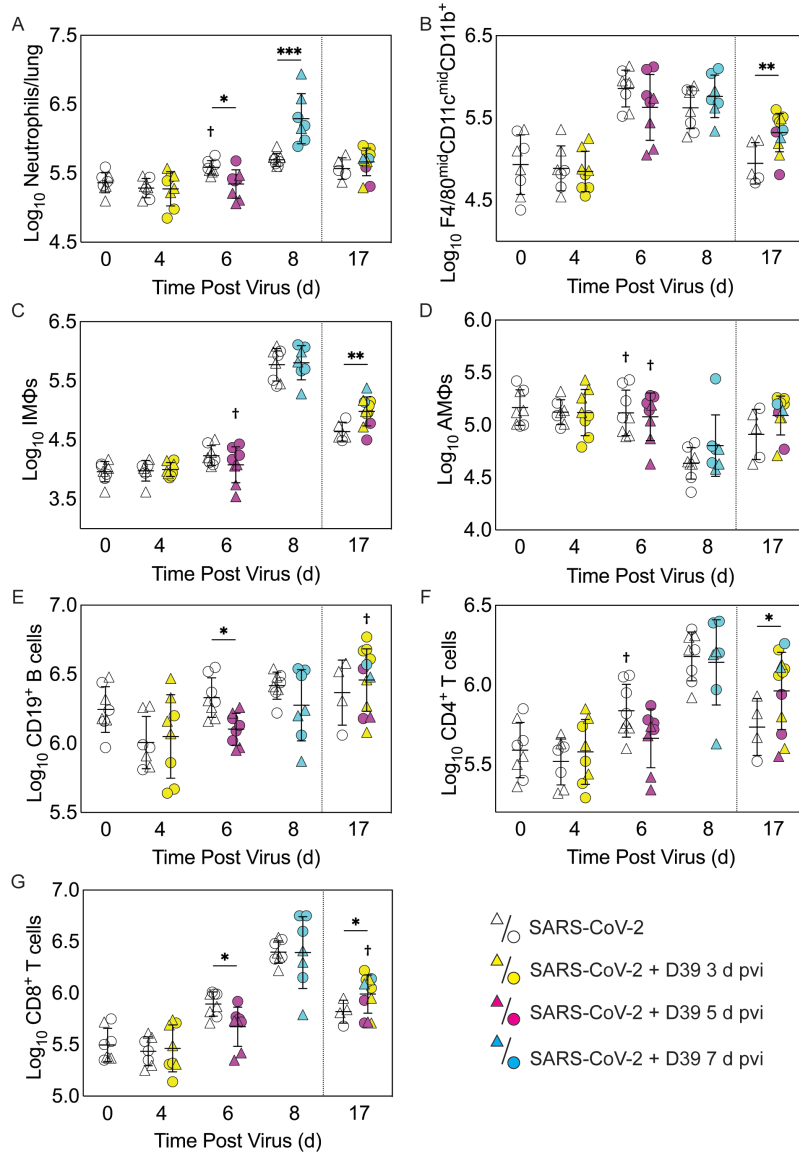 A
Log10 Neutrophils/lung
7.5
6.5
5.5
4.5
†
*
***
0 4 6 8 17
Time Post Virus (d)
B
Log10 F4/80midCD11cmidCD11b+
6.5
5.5
4.5
**
0 4 6 8 17
Time Post Virus (d)
C
Log10 IMΦs
6.5
5.5
4.5
3.5
†
**
0 4 6 8 17
Time Post Virus (d)
D
Log10 AMΦs
6.0
5.5
5.0
4.5
4.0
† †
0 4 6 8 17
Time Post Virus (d)
E
Log10 CD19+ B cells
7.0
6.5
6.0
5.5
*
†
0 4 6 8 17
Time Post Virus (d)
F
Log10 CD4+ T cells
6.5
6.0
5.5
†
*
0 4 6 8 17
Time Post Virus (d)
G
Log10 CD8+ T cells
7.0
6.5
6.0
5.5
5.0
*
*
†
0 4 6 8 17
Time Post Virus (d)
SARS-CoV-2
SARS-CoV-2 + D39 3 d pvi
SARS-CoV-2 + D39 5 d pvi
SARS-CoV-2 + D39 7 d pvi